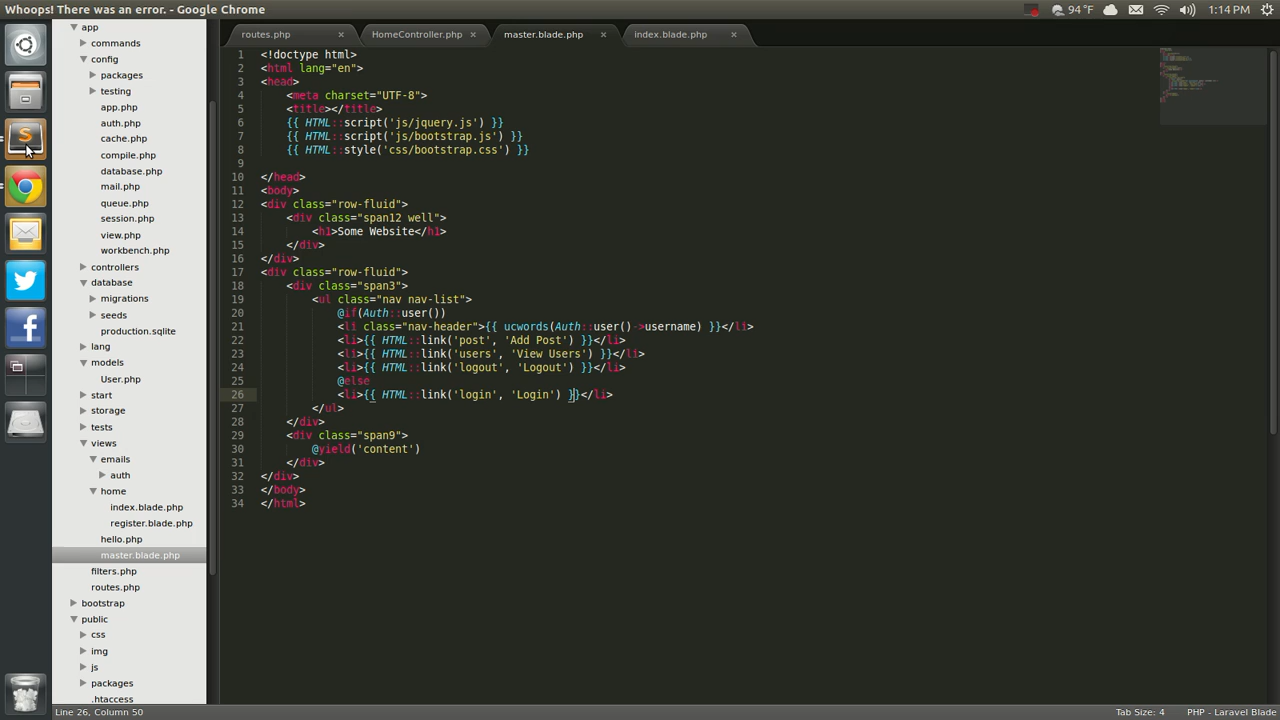 Whoops! There was an error. - Google Chrome
94 °F
1:14 PM
app
commands
config
packages
testing
app.php
auth.php
cache.php
compile.php
database.php
mail.php
queue.php
session.php
view.php
workbench.php
controllers
database
migrations
seeds
production.sqlite
lang
models
User.php
start
storage
tests
views
emails
auth
home
index.blade.php
register.blade.php
hello.php
master.blade.php
filters.php
routes.php
bootstrap
public
css
img
js
packages
.htaccess
routes.php ×
HomeController.php ×
master.blade.php ×
index.blade.php ×
1 <!doctype html>
2 <html lang="en">
3 <head>
4 <meta charset="UTF-8">
5 <title></title>
6 {{ HTML::script('js/jquery.js') }}
7 {{ HTML::script('js/bootstrap.js') }}
8 {{ HTML::style('css/bootstrap.css') }}
9
10 </head>
11 <body>
12 <div class="row-fluid">
13 <div class="span12 well">
14 <h1>Some Website</h1>
15 </div>
16 </div>
17 <div class="row-fluid">
18 <div class="span3">
19 <ul class="nav nav-list">
20 @if(Auth::user())
21 <li class="nav-header">{{ ucwords(Auth::user()->username) }}</li>
22 <li>{{ HTML::link('post', 'Add Post') }}</li>
23 <li>{{ HTML::link('users', 'View Users') }}</li>
24 <li>{{ HTML::link('logout', 'Logout') }}</li>
25 @else
26 <li>{{ HTML::link('login', 'Login') }}</li>
27 </ul>
28 </div>
29 <div class="span9">
30 @yield('content')
31 </div>
32 </div>
33 </body>
34 </html>
Line 26, Column 50
Tab Size: 4
PHP - Laravel Blade